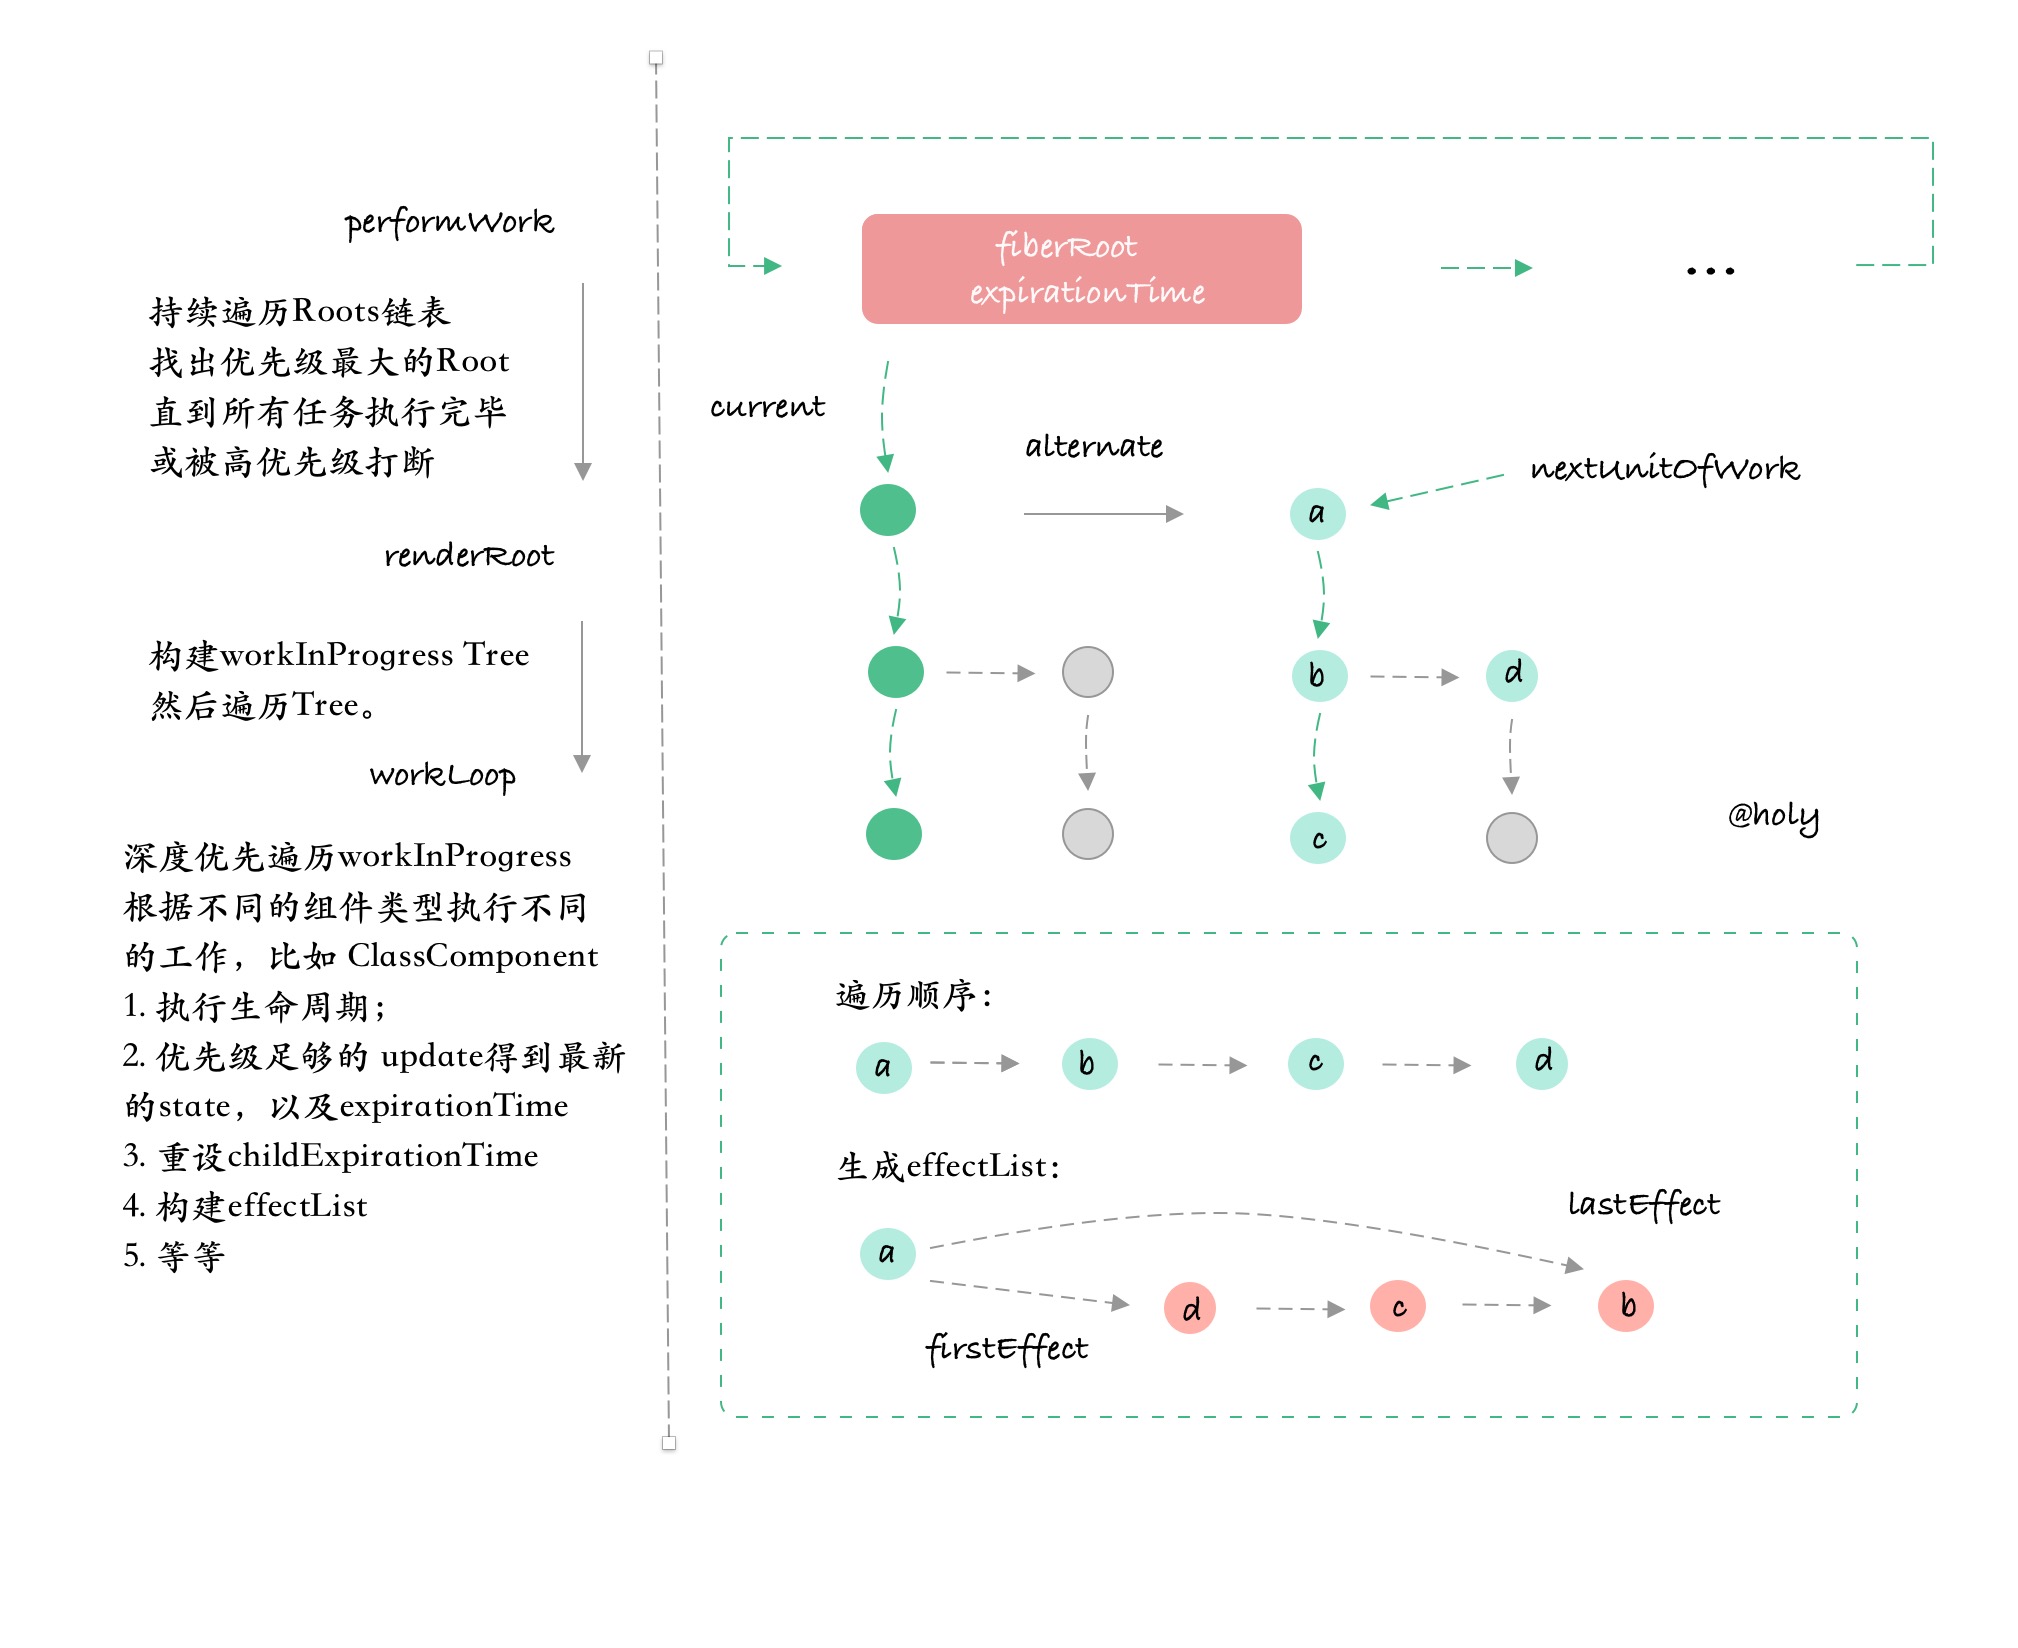 performWork
持续遍历Roots链表
找出优先级最大的Root
直到所有任务执行完毕
或被高优先级打断
renderRoot
构建workInProgress Tree
然后遍历Tree。
workLoop
深度优先遍历workInProgress
根据不同的组件类型执行不同
的工作，比如 ClassComponent
1. 执行生命周期；
2. 优先级足够的 update得到最新
的state，以及expirationTime
3. 重设childExpirationTime
4. 构建effectList
5. 等等
fiberRoot
expirationTime
...
current
alternate
nextUnitOfWork
a
b
d
c
@holy
遍历顺序：
a
b
c
d
生成effectList：
lastEffect
a
d
c
b
firstEffect